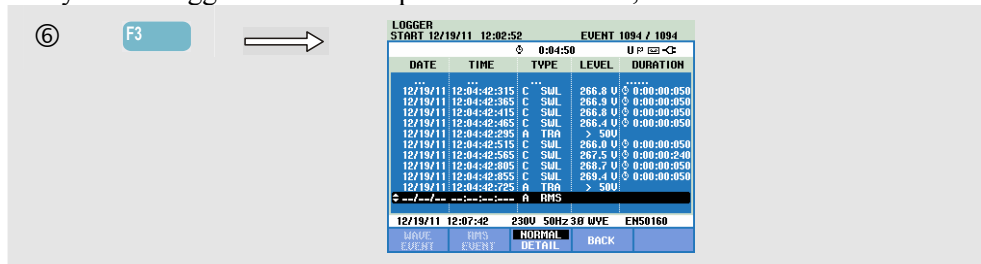 ⑥ F3
LOGGER
START 12/19/11 12:02:52 EVENT 1094 / 1094
0:04:50 U
DATE TIME TYPE LEVEL DURATION
... ... ... ......
12/19/11 12:04:42:315 C SWL 266.8 V 0:00:00:050
12/19/11 12:04:42:365 C SWL 266.9 V 0:00:00:050
12/19/11 12:04:42:415 C SWL 266.8 V 0:00:00:050
12/19/11 12:04:42:465 C SWL 266.4 V 0:00:00:050
12/19/11 12:04:42:295 A TRA > 50V
12/19/11 12:04:42:515 C SWL 266.0 V 0:00:00:050
12/19/11 12:04:42:565 C SWL 267.5 V 0:00:00:240
12/19/11 12:04:42:805 C SWL 268.7 V 0:00:00:050
12/19/11 12:04:42:855 C SWL 269.4 V 0:00:00:050
12/19/11 12:04:42:725 A TRA > 50V
--/--/-- --:--:--:--- A RMS
12/19/11 12:07:42 230V 50Hz 3Ø WYE EN50160
WAVE EVENT RMS EVENT NORMAL DETAIL BACK